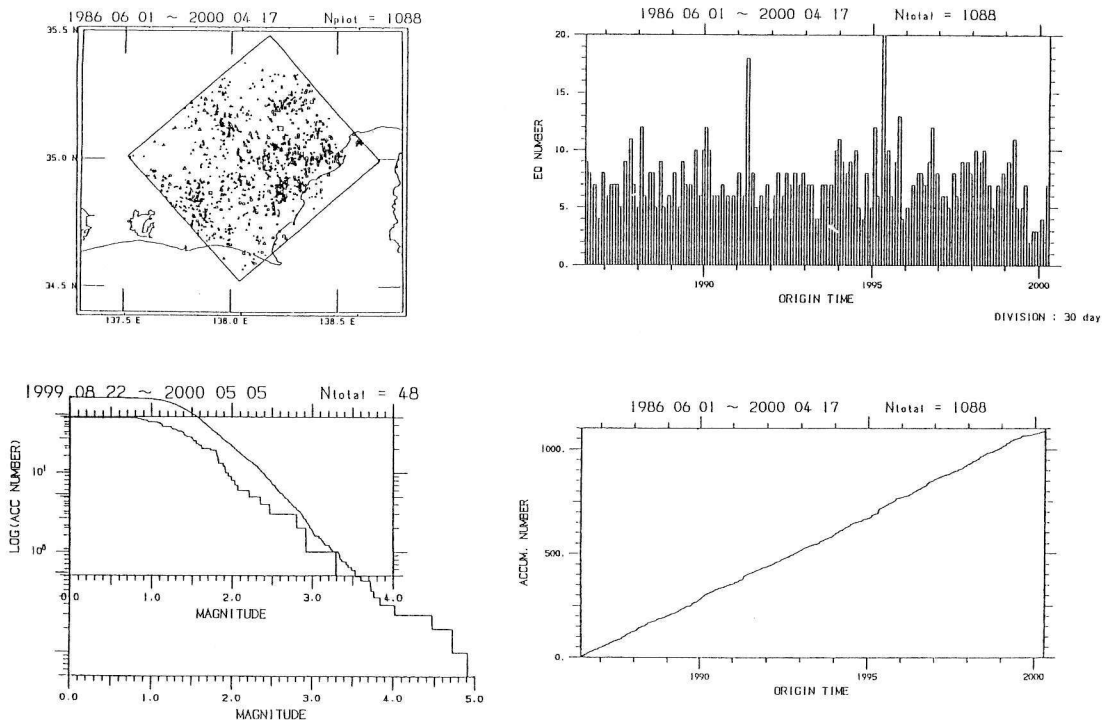 1986 06 01 ~ 2000 04 17 Nplot = 1088
35.5 N
35.0 N
34.5 N
137.5 E 138.0 E 138.5 E
1986 06 01 ~ 2000 04 17 Ntotal = 1088
20.
15.
10.
5.
0.
EQ NUMBER
1990 1995 2000
ORIGIN TIME
DIVISION : 30 day
1999 08 22 ~ 2000 05 05 Ntotal = 48
LOG(ACC NUMBER)
10¹
10⁰
0.0 1.0 2.0 3.0 4.0
MAGNITUDE
0.0 1.0 2.0 3.0 4.0 5.0
MAGNITUDE
1986 06 01 ~ 2000 04 17 Ntotal = 1088
1000.
500.
0.
ACCUM. NUMBER
1990 1995 2000
ORIGIN TIME